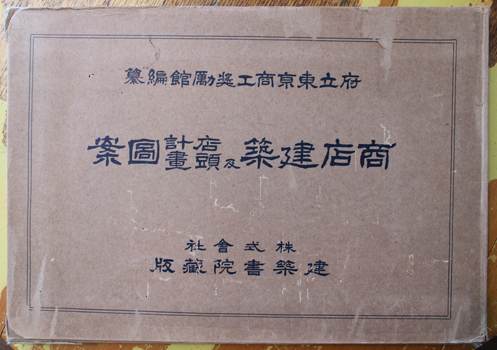 府立東京商工奬勵館編纂
商店建築及店頭計畫圖案
株式會社
建築書院藏版